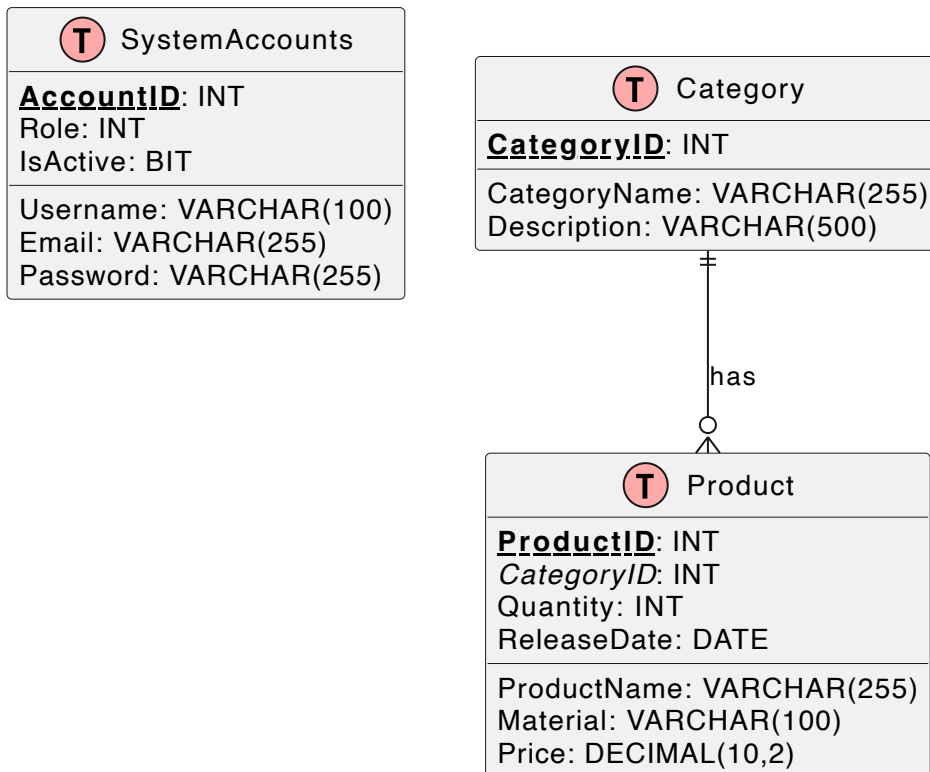 T SystemAccounts
AccountID: INT
Role: INT
IsActive: BIT
Username: VARCHAR(100)
Email: VARCHAR(255)
Password: VARCHAR(255)
T Category
CategoryID: INT
CategoryName: VARCHAR(255)
Description: VARCHAR(500)
has
T Product
ProductID: INT
CategoryID: INT
Quantity: INT
ReleaseDate: DATE
ProductName: VARCHAR(255)
Material: VARCHAR(100)
Price: DECIMAL(10,2)